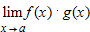 lim f(x) · g(x)
x→a